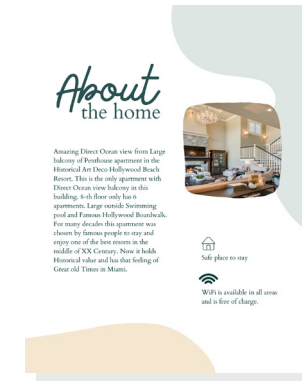 About
the home
Amazing Direct Ocean view from Large
balcony of Penthouse apartment in the
Historical Art Deco Hollywood Beach
Resort. This is the only apartment with
Direct Ocean view balcony in this
building. 8-th floor only has 6
apartments. Large outside Swimming
pool and Famous Hollywood Boardwalk.
For many decades this apartment was
chosen by famous people to stay and
enjoy one of the best resorts in the
middle of XX Century. Now it holds
Historical value and has that feeling of
Great old Times in Miami.
Safe place to stay
WiFi is available in all areas
and is free of charge.